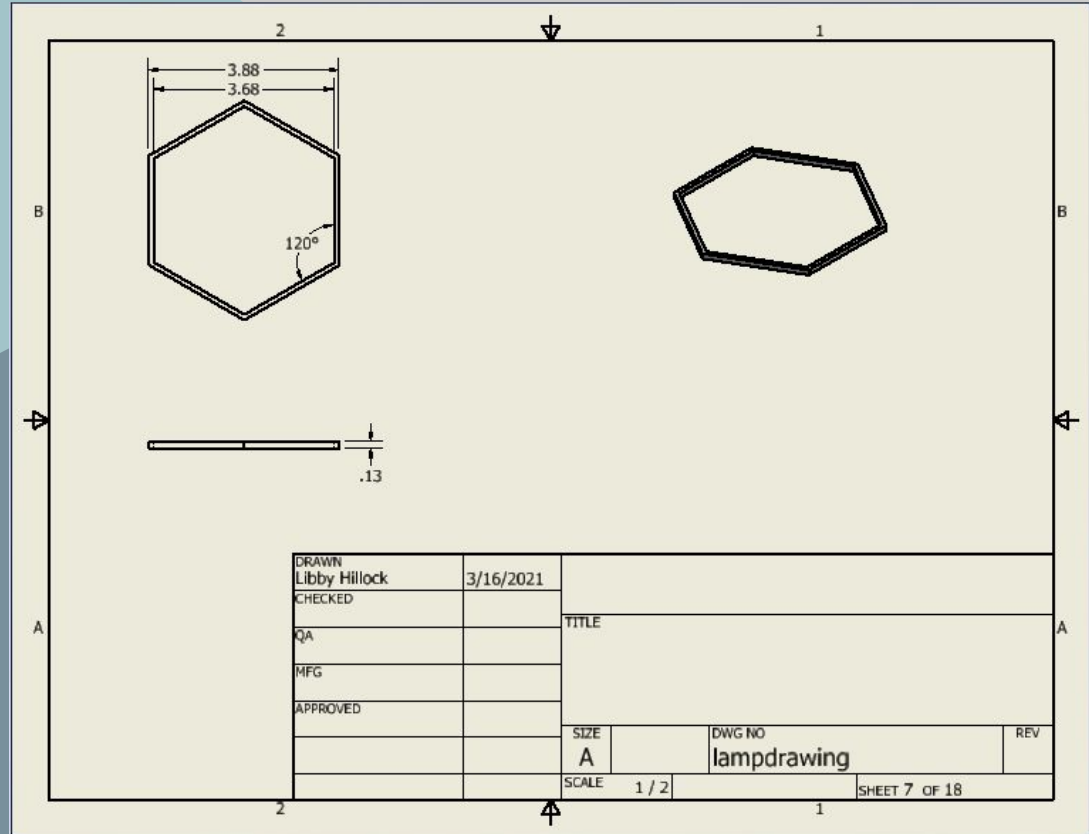 2
1
3.88
3.68
120°
B
B
.13
DRAWN
Libby Hillock
3/16/2021
CHECKED
QA
MFG
APPROVED
TITLE
A
A
SIZE
A
DWG NO
lampdrawing
REV
SCALE
1 / 2
SHEET 7 OF 18
2
1